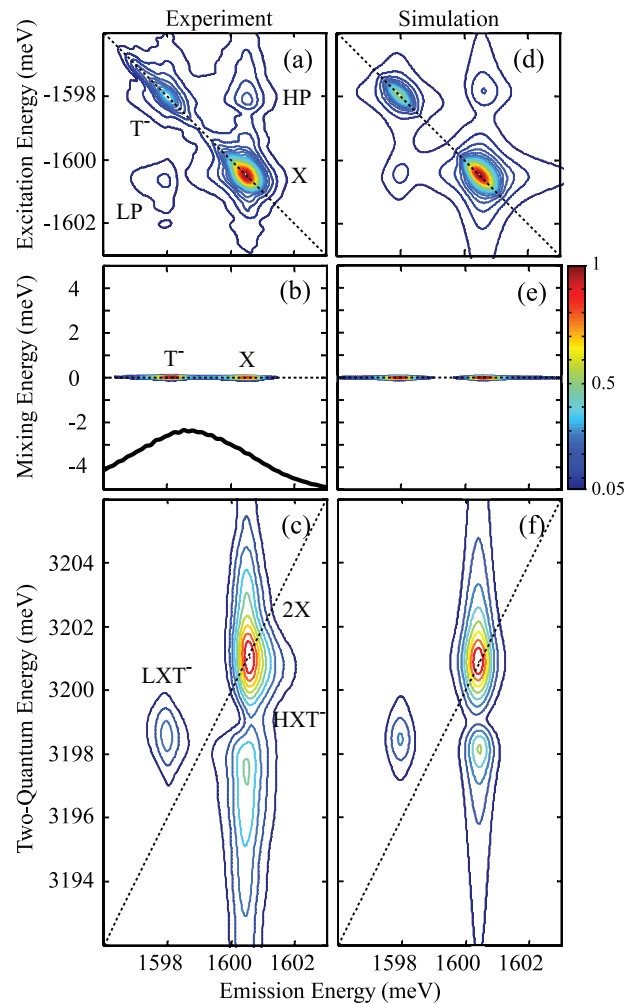 Experiment
Simulation
Excitation Energy (meV)
-1598
-1600
-1602
(a)
HP
T-
X
LP
(d)
Mixing Energy (meV)
4
2
0
-2
-4
(b)
T-
X
(e)
1
0.5
0.05
Two-Quantum Energy (meV)
3204
3202
3200
3198
3196
3194
(c)
2X
LXT-
HXT-
(f)
1598
1600
1602
1598
1600
1602
Emission Energy (meV)